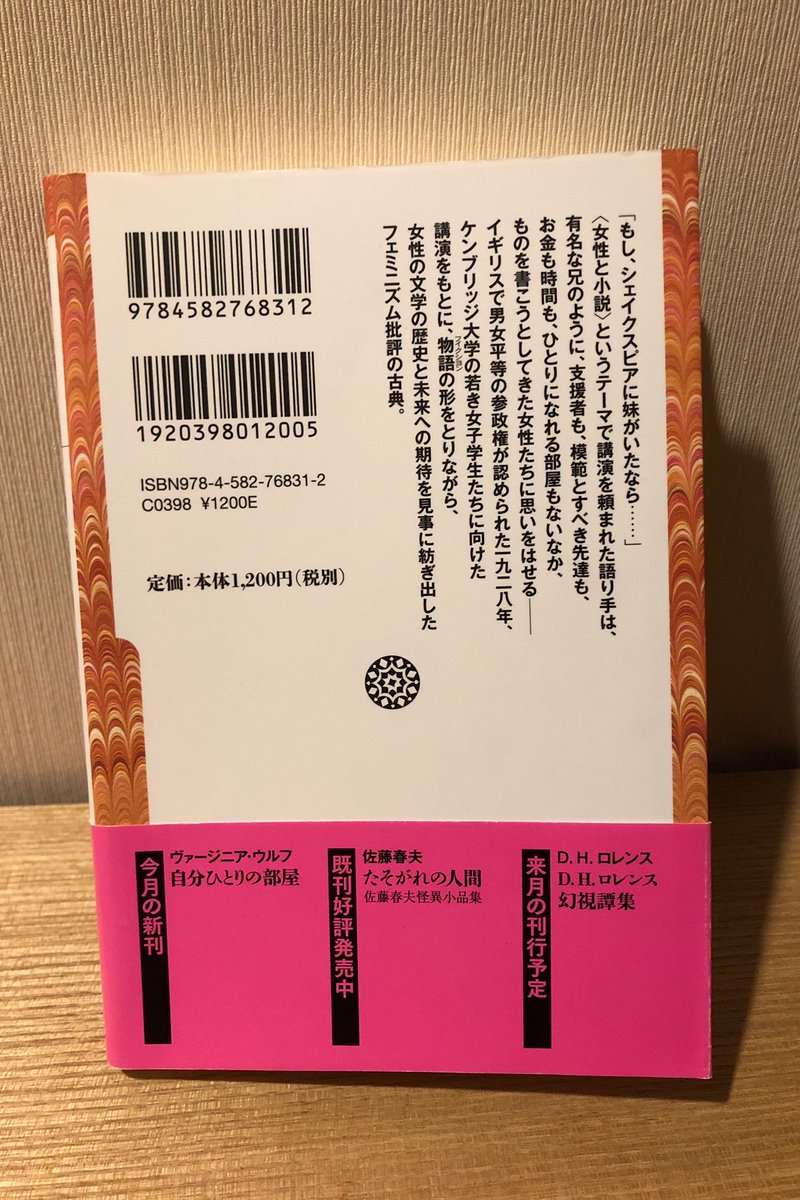 「もし、シェイクスピアに妹がいたなら……」
〈女性と小説〉というテーマで講演を頼まれた語り手は、
有名な兄のように、支援者も、模範とすべき先達も、
お金も時間も、ひとりになれる部屋もないなか、
ものを書こうとしてきた女性たちに思いをはせる――
イギリスで男女平等の参政権が認められた一九二八年、
ケンブリッジ大学の若き女子学生たちに向けた
講演をもとに、物語の形をとりながら、
フィクション
女性の文学の歴史と未来への期待を見事に紡ぎ出した
フェミニズム批評の古典。
9784582768312
1920398012005
ISBN978-4-582-76831-2
C0398 ¥1200E
定価:本体1,200円(税別)
来月の刊行予定
D. H. ロレンス
D. H. ロレンス
幻視譚集
既刊好評発売中
佐藤春夫
たそがれの人間
佐藤春夫怪異小品集
今月の新刊
ヴァージニア・ウルフ
自分ひとりの部屋